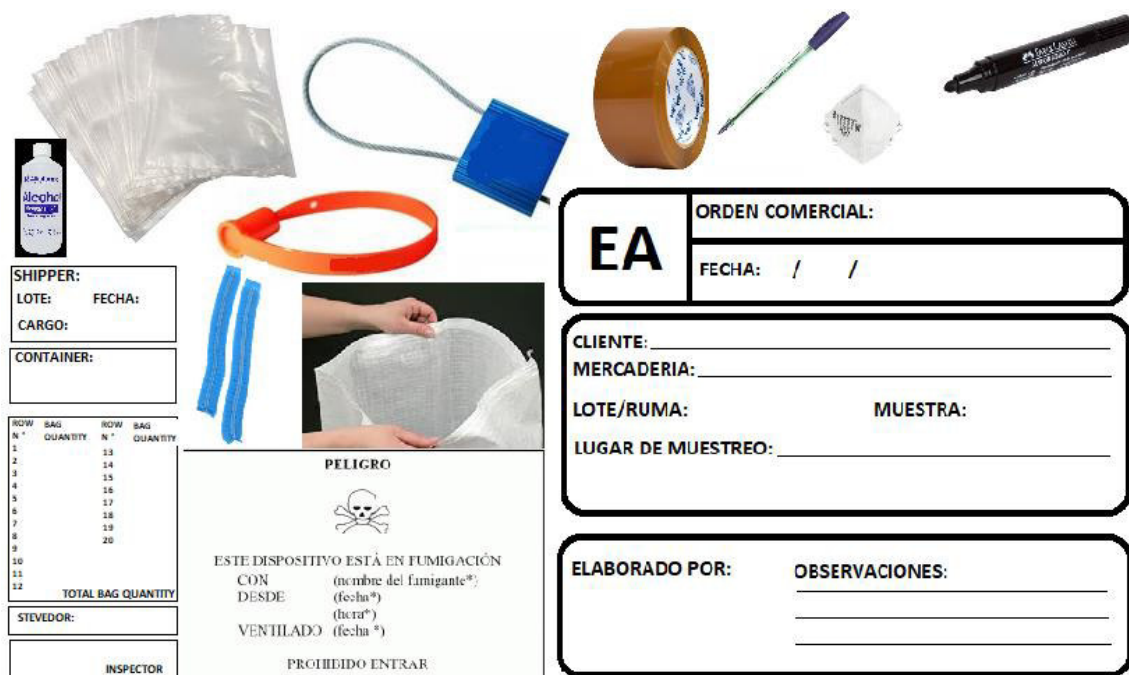 Alcohol
FABER-CASTELL
EA
ORDEN COMERCIAL:
FECHA: / /
SHIPPER:
LOTE: FECHA:
CARGO:
CONTAINER:
ROW BAG ROW BAG
N° QUANTITY N° QUANTITY
1 13
2 14
3 15
4 16
5 17
6 18
7 19
8 20
9
10
11
12
TOTAL BAG QUANTITY
STEVEDOR:
INSPECTOR
PELIGRO
ESTE DISPOSITIVO ESTÁ EN FUMIGACIÓN
CON (nombre del fumigante*)
DESDE (fecha*)
(hora*)
VENTILADO (fecha *)
PROHIBIDO ENTRAR
CLIENTE:
MERCADERIA:
LOTE/RUMA: MUESTRA:
LUGAR DE MUESTREO:
ELABORADO POR: OBSERVACIONES: